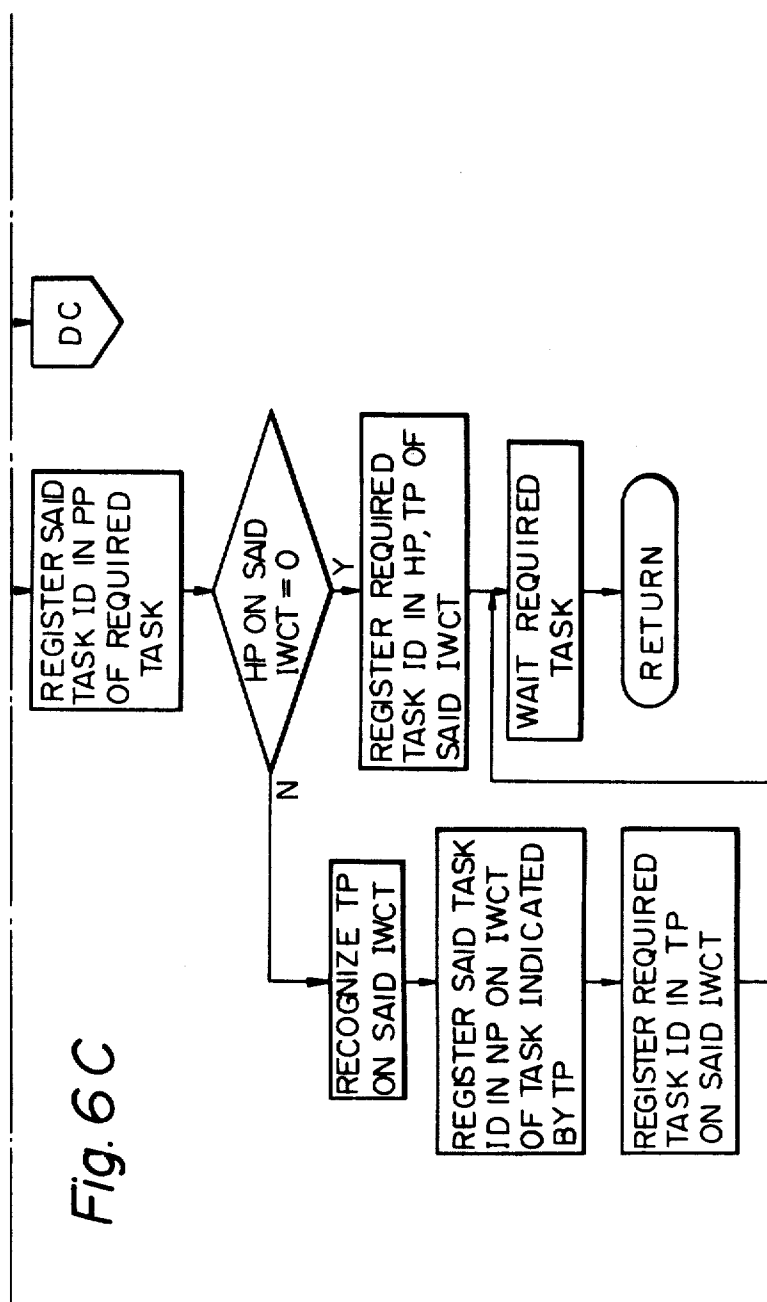 Fig. 6C
DC
REGISTER SAID
TASK ID IN PP
OF REQUIRED
TASK
HP ON SAID
IWCT = 0
N
Y
REGISTER REQUIRED
TASK ID IN HP, TP OF
SAID IWCT
WAIT REQUIRED
TASK
RETURN
RECOGNIZE TP
ON SAID IWCT
REGISTER SAID TASK
ID IN NP ON IWCT
OF TASK INDICATED
BY TP
REGISTER REQUIRED
TASK ID IN TP
ON SAID IWCT